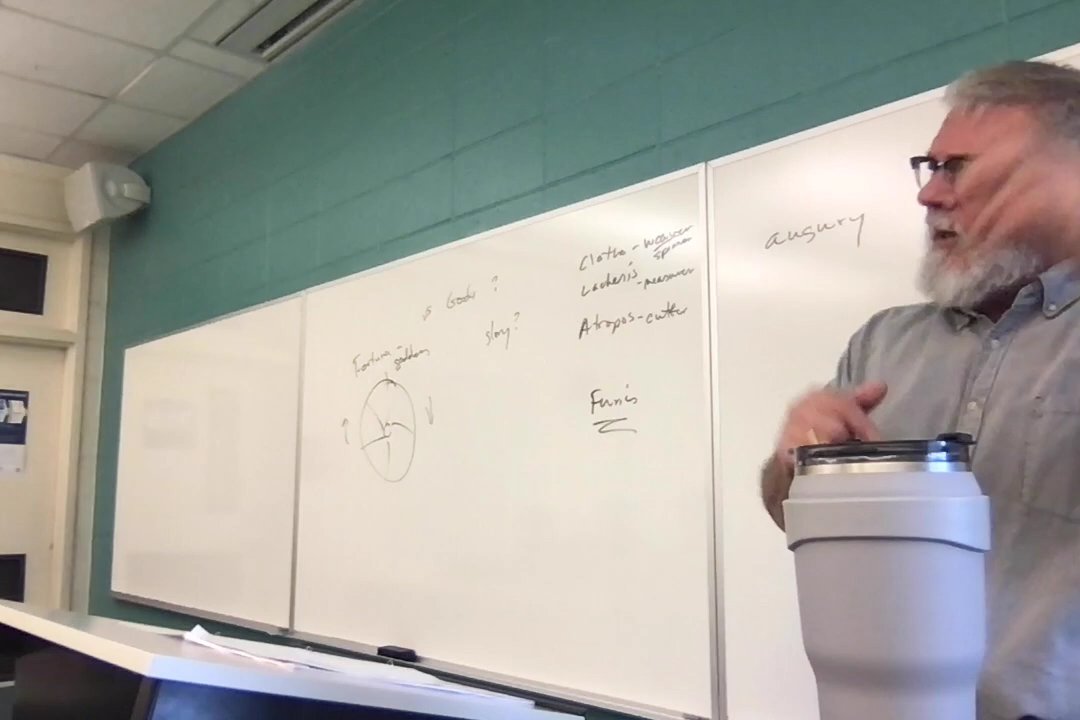 Gods ?
story?
Fortuna -
goddess
Clotho - weaver
spinner
Lachesis
- measurer
Atropos - cutter
Furies
augury